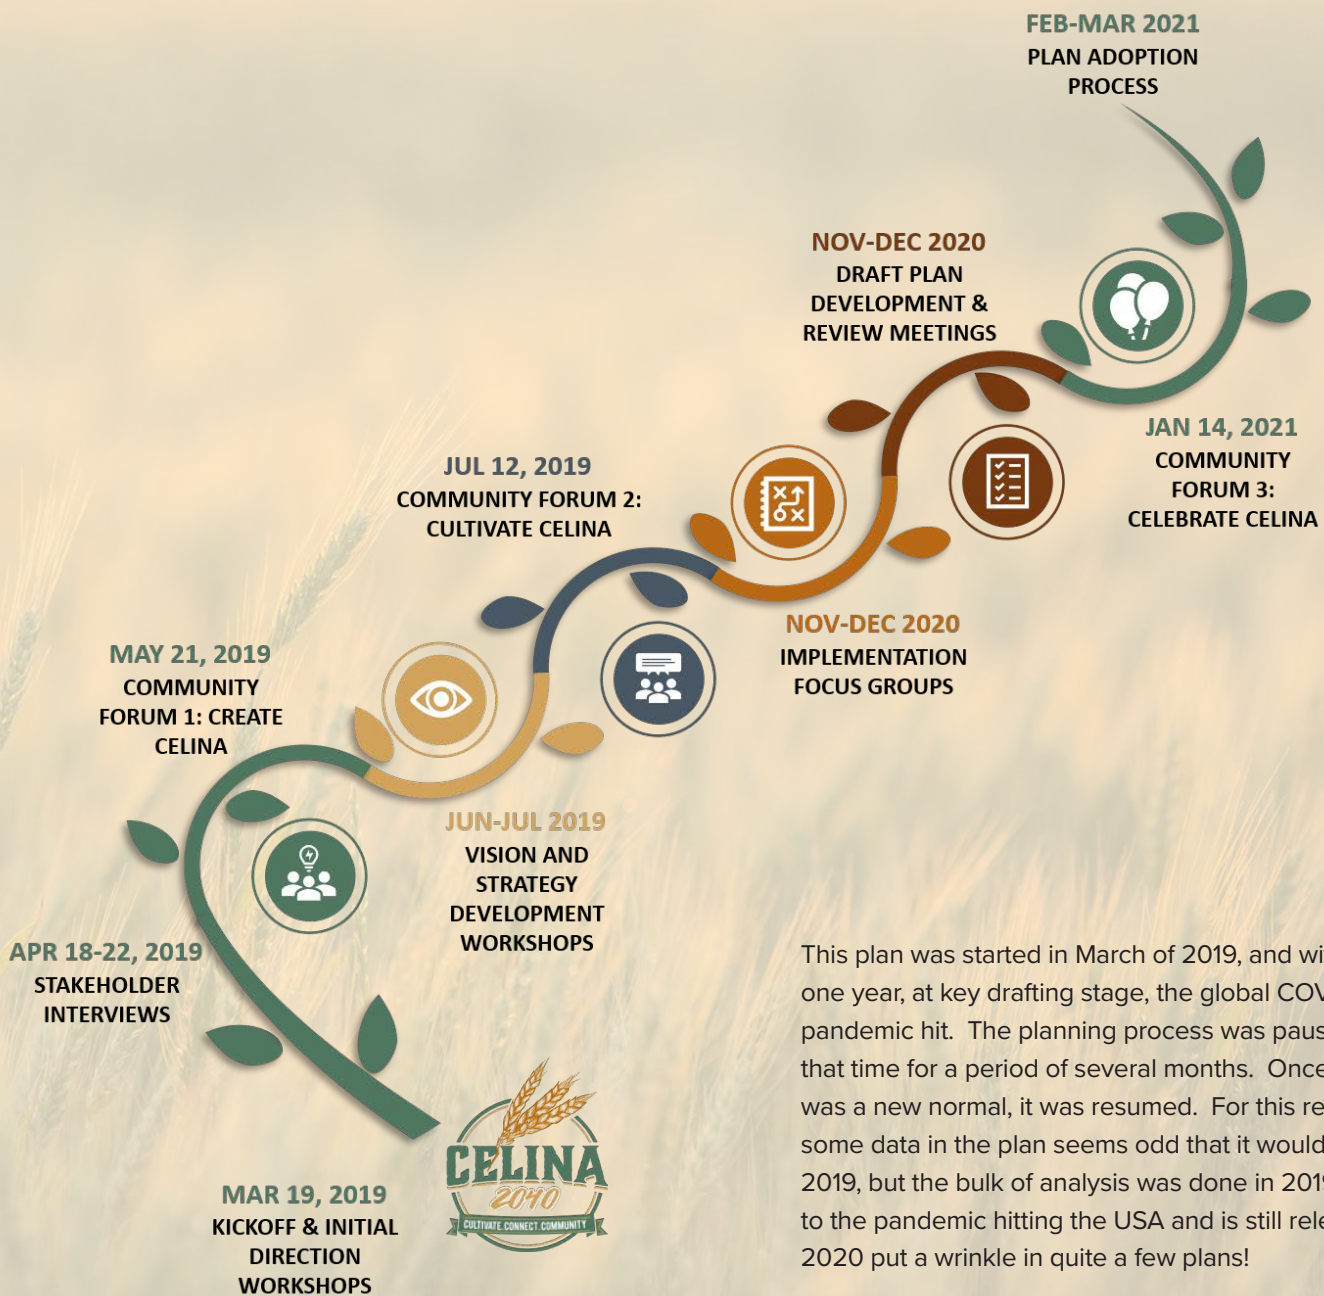 FEB-MAR 2021
PLAN ADOPTION
PROCESS
NOV-DEC 2020
DRAFT PLAN
DEVELOPMENT &
REVIEW MEETINGS
JAN 14, 2021
COMMUNITY
FORUM 3:
CELEBRATE CELINA
JUL 12, 2019
COMMUNITY FORUM 2:
CULTIVATE CELINA
NOV-DEC 2020
IMPLEMENTATION
FOCUS GROUPS
MAY 21, 2019
COMMUNITY
FORUM 1: CREATE
CELINA
JUN-JUL 2019
VISION AND
STRATEGY
DEVELOPMENT
WORKSHOPS
APR 18-22, 2019
STAKEHOLDER
INTERVIEWS
MAR 19, 2019
KICKOFF & INITIAL
DIRECTION
WORKSHOPS
CELINA
2040
CULTIVATE.CONNECT.COMMUNITY
This plan was started in March of 2019, and wi
one year, at key drafting stage, the global COV
pandemic hit. The planning process was paus
that time for a period of several months. Once
was a new normal, it was resumed. For this re
some data in the plan seems odd that it would
2019, but the bulk of analysis was done in 2019
to the pandemic hitting the USA and is still rele
2020 put a wrinkle in quite a few plans!